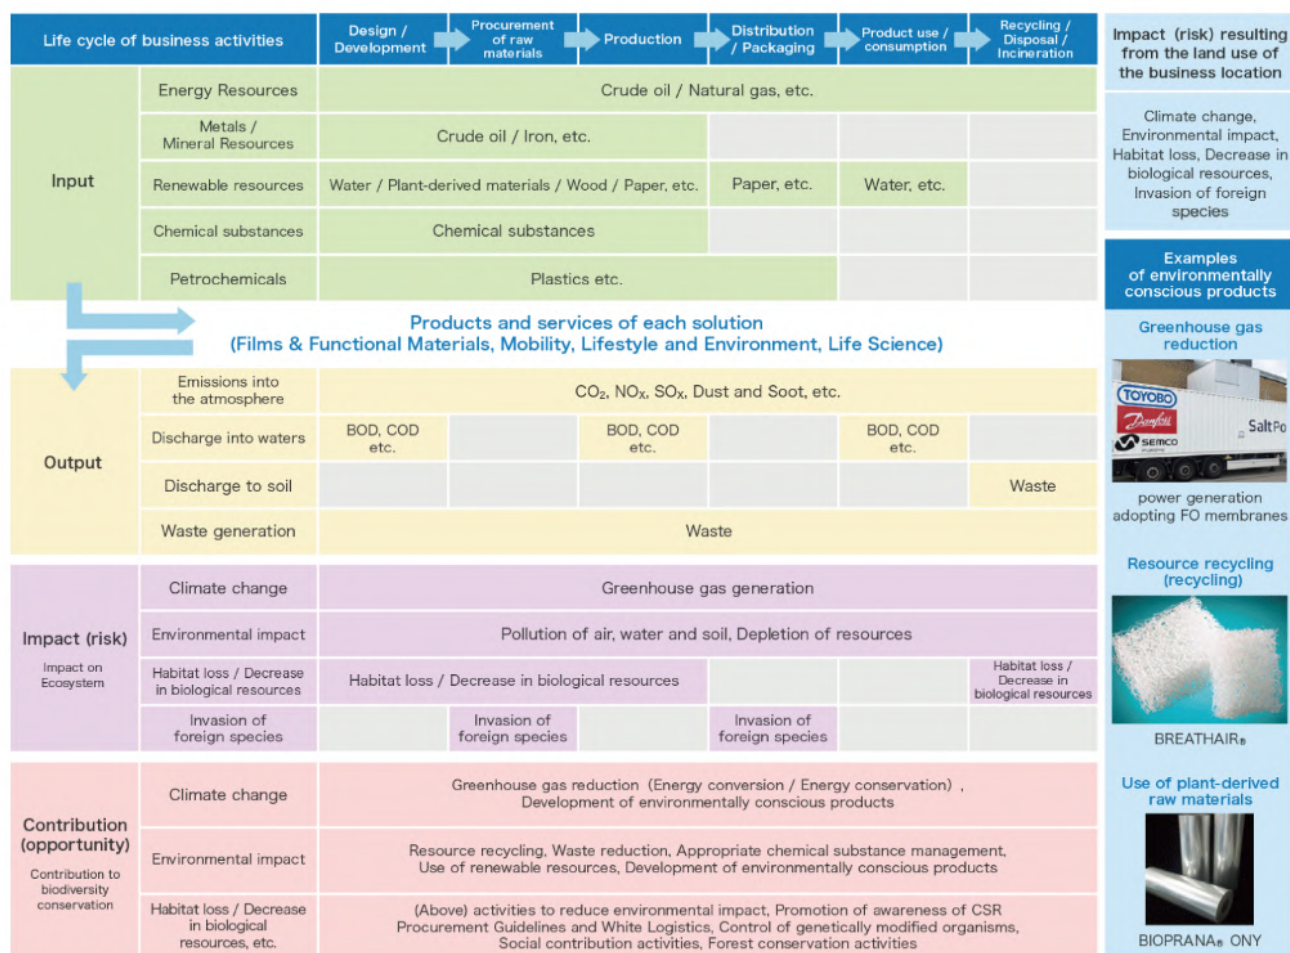 Life cycle of business activities
Design /
Development
Procurement
of raw
materials
Production
Distribution
/ Packaging
Product use /
consumption
Recycling /
Disposal /
Incineration
Input
Energy Resources
Crude oil / Natural gas, etc.
Metals /
Mineral Resources
Crude oil / Iron, etc.
Renewable resources
Water / Plant-derived materials / Wood / Paper, etc.
Paper, etc.
Water, etc.
Chemical substances
Chemical substances
Petrochemicals
Plastics etc.
Products and services of each solution
(Films & Functional Materials, Mobility, Lifestyle and Environment, Life Science)
Output
Emissions into
the atmosphere
CO₂, NOX, SOX, Dust and Soot, etc.
Discharge into waters
BOD, COD
etc.
BOD, COD
etc.
BOD, COD
etc.
Discharge to soil
Waste
Waste generation
Waste
Impact (risk)
Impact on
Ecosystem
Climate change
Greenhouse gas generation
Environmental impact
Pollution of air, water and soil, Depletion of resources
Habitat loss / Decrease
in biological resources
Habitat loss / Decrease in biological resources
Habitat loss /
Decrease in
biological resources
Invasion of
foreign species
Invasion of
foreign species
Invasion of
foreign species
Contribution
(opportunity)
Contribution to
biodiversity
conservation
Climate change
Greenhouse gas reduction (Energy conversion / Energy conservation) ,
Development of environmentally conscious products
Environmental impact
Resource recycling, Waste reduction, Appropriate chemical substance management,
Use of renewable resources, Development of environmentally conscious products
Habitat loss / Decrease
in biological
resources, etc.
(Above) activities to reduce environmental impact, Promotion of awareness of CSR
Procurement Guidelines and White Logistics, Control of genetically modified organisms,
Social contribution activities, Forest conservation activities
Impact (risk) resulting
from the land use of
the business location
Climate change,
Environmental impact,
Habitat loss, Decrease in
biological resources,
Invasion of foreign
species
Examples
of environmentally
conscious products
Greenhouse gas
reduction
TOYOBO
Danfoss
SEMCO
SaltPo
power generation
adopting FO membranes
Resource recycling
(recycling)
BREATHAIR®
Use of plant-derived
raw materials
BIOPRANA® ONY